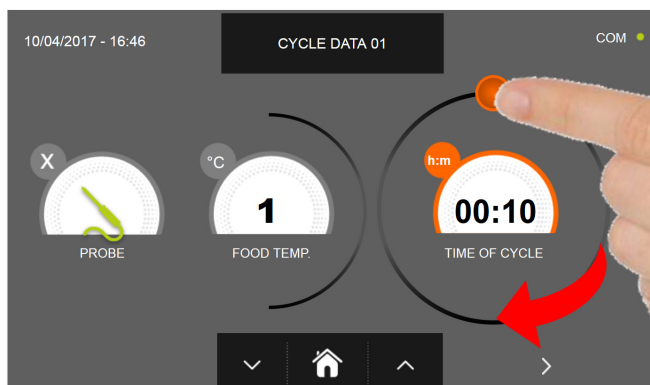 10/04/2017 - 16:46
CYCLE DATA 01
COM
X
°C
h:m
1
00:10
PROBE
FOOD TEMP.
TIME OF CYCLE